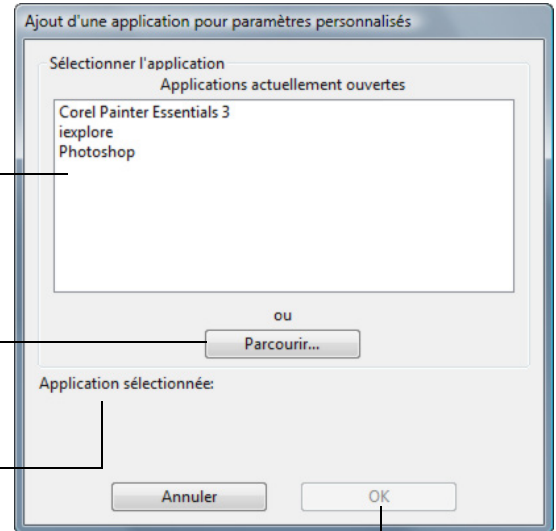 Ajout d'une application pour paramètres personnalisés
Sélectionner l'application
Applications actuellement ouvertes
Corel Painter Essentials 3
iexplore
Photoshop
ou
Parcourir...
Application sélectionnée:
Annuler
OK